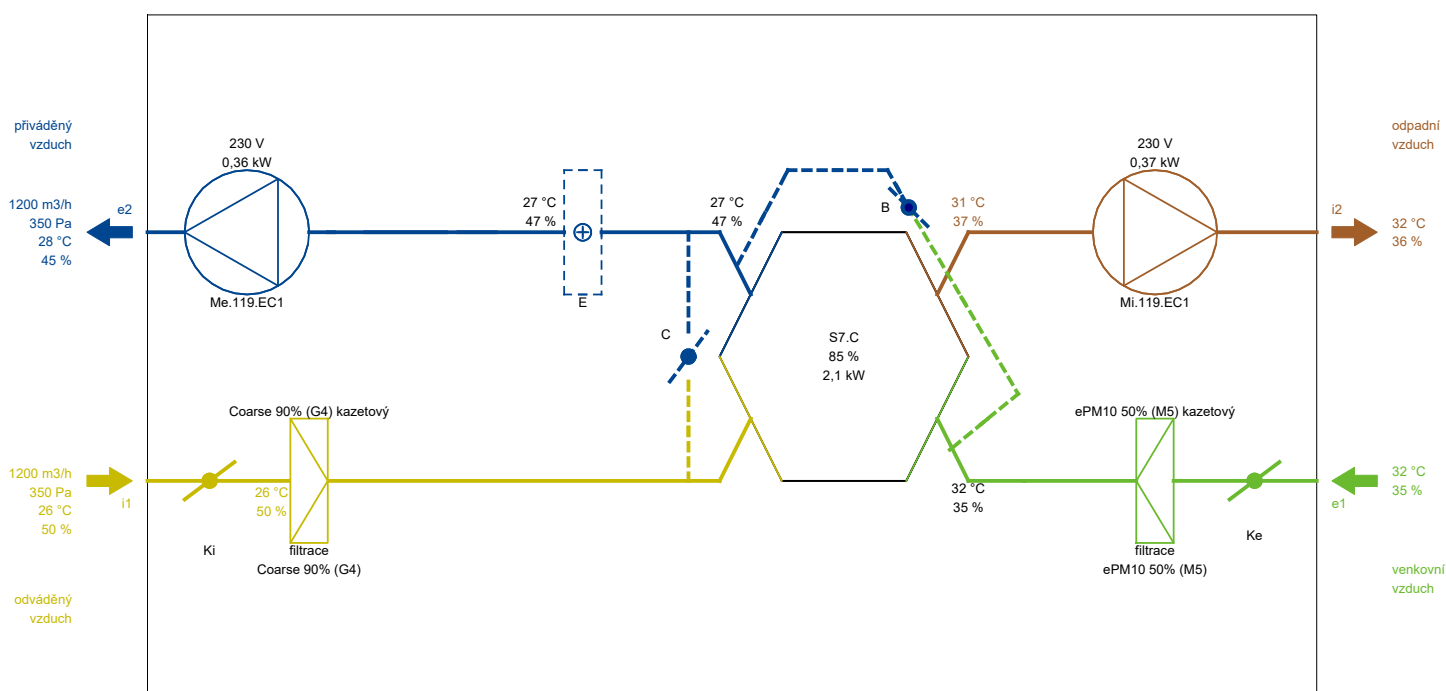 přiváděný
vzduch
1200 m3/h
350 Pa
28 °C
45 %
e2
230 V
0,36 kW
Me.119.EC1
27 °C
47 %
E
27 °C
47 %
B
31 °C
37 %
230 V
0,37 kW
Mi.119.EC1
odpadní
vzduch
i2
32 °C
36 %
C
S7.C
85 %
2,1 kW
1200 m3/h
350 Pa
26 °C
50 %
i1
Ki
Coarse 90% (G4) kazetový
26 °C
50 %
filtrace
Coarse 90% (G4)
32 °C
35 %
ePM10 50% (M5) kazetový
filtrace
ePM10 50% (M5)
Ke
32 °C
35 %
e1
odváděný
vzduch
venkovní
vzduch